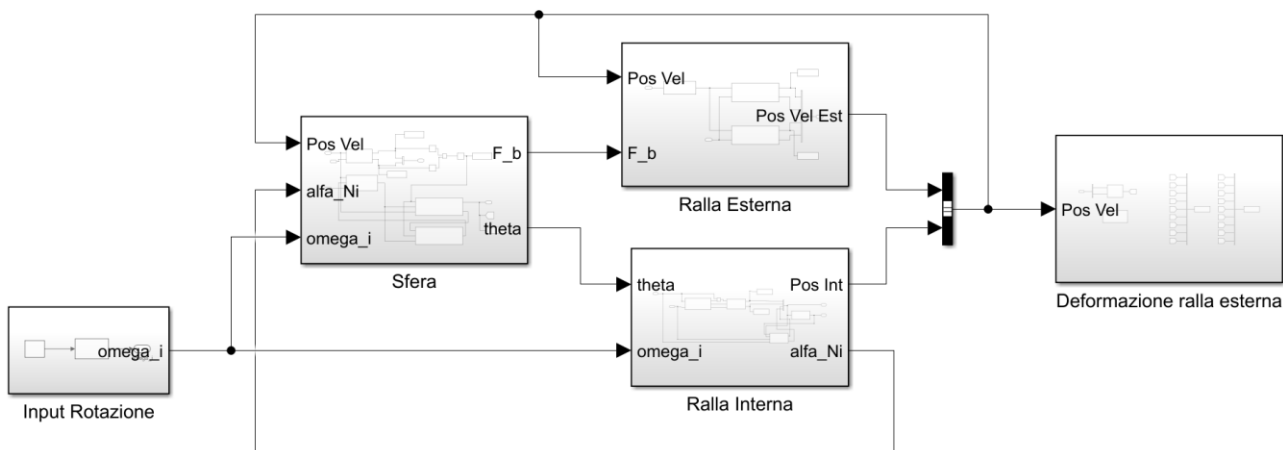 Pos Vel
Pos Vel Est
F_b
Ralla Esterna
Pos Vel
alfa_Ni
omega_i
F_b
theta
Sfera
Pos Vel
Deformazione ralla esterna
theta
omega_i
Pos Int
alfa_Ni
Ralla Interna
omega_i
Input Rotazione